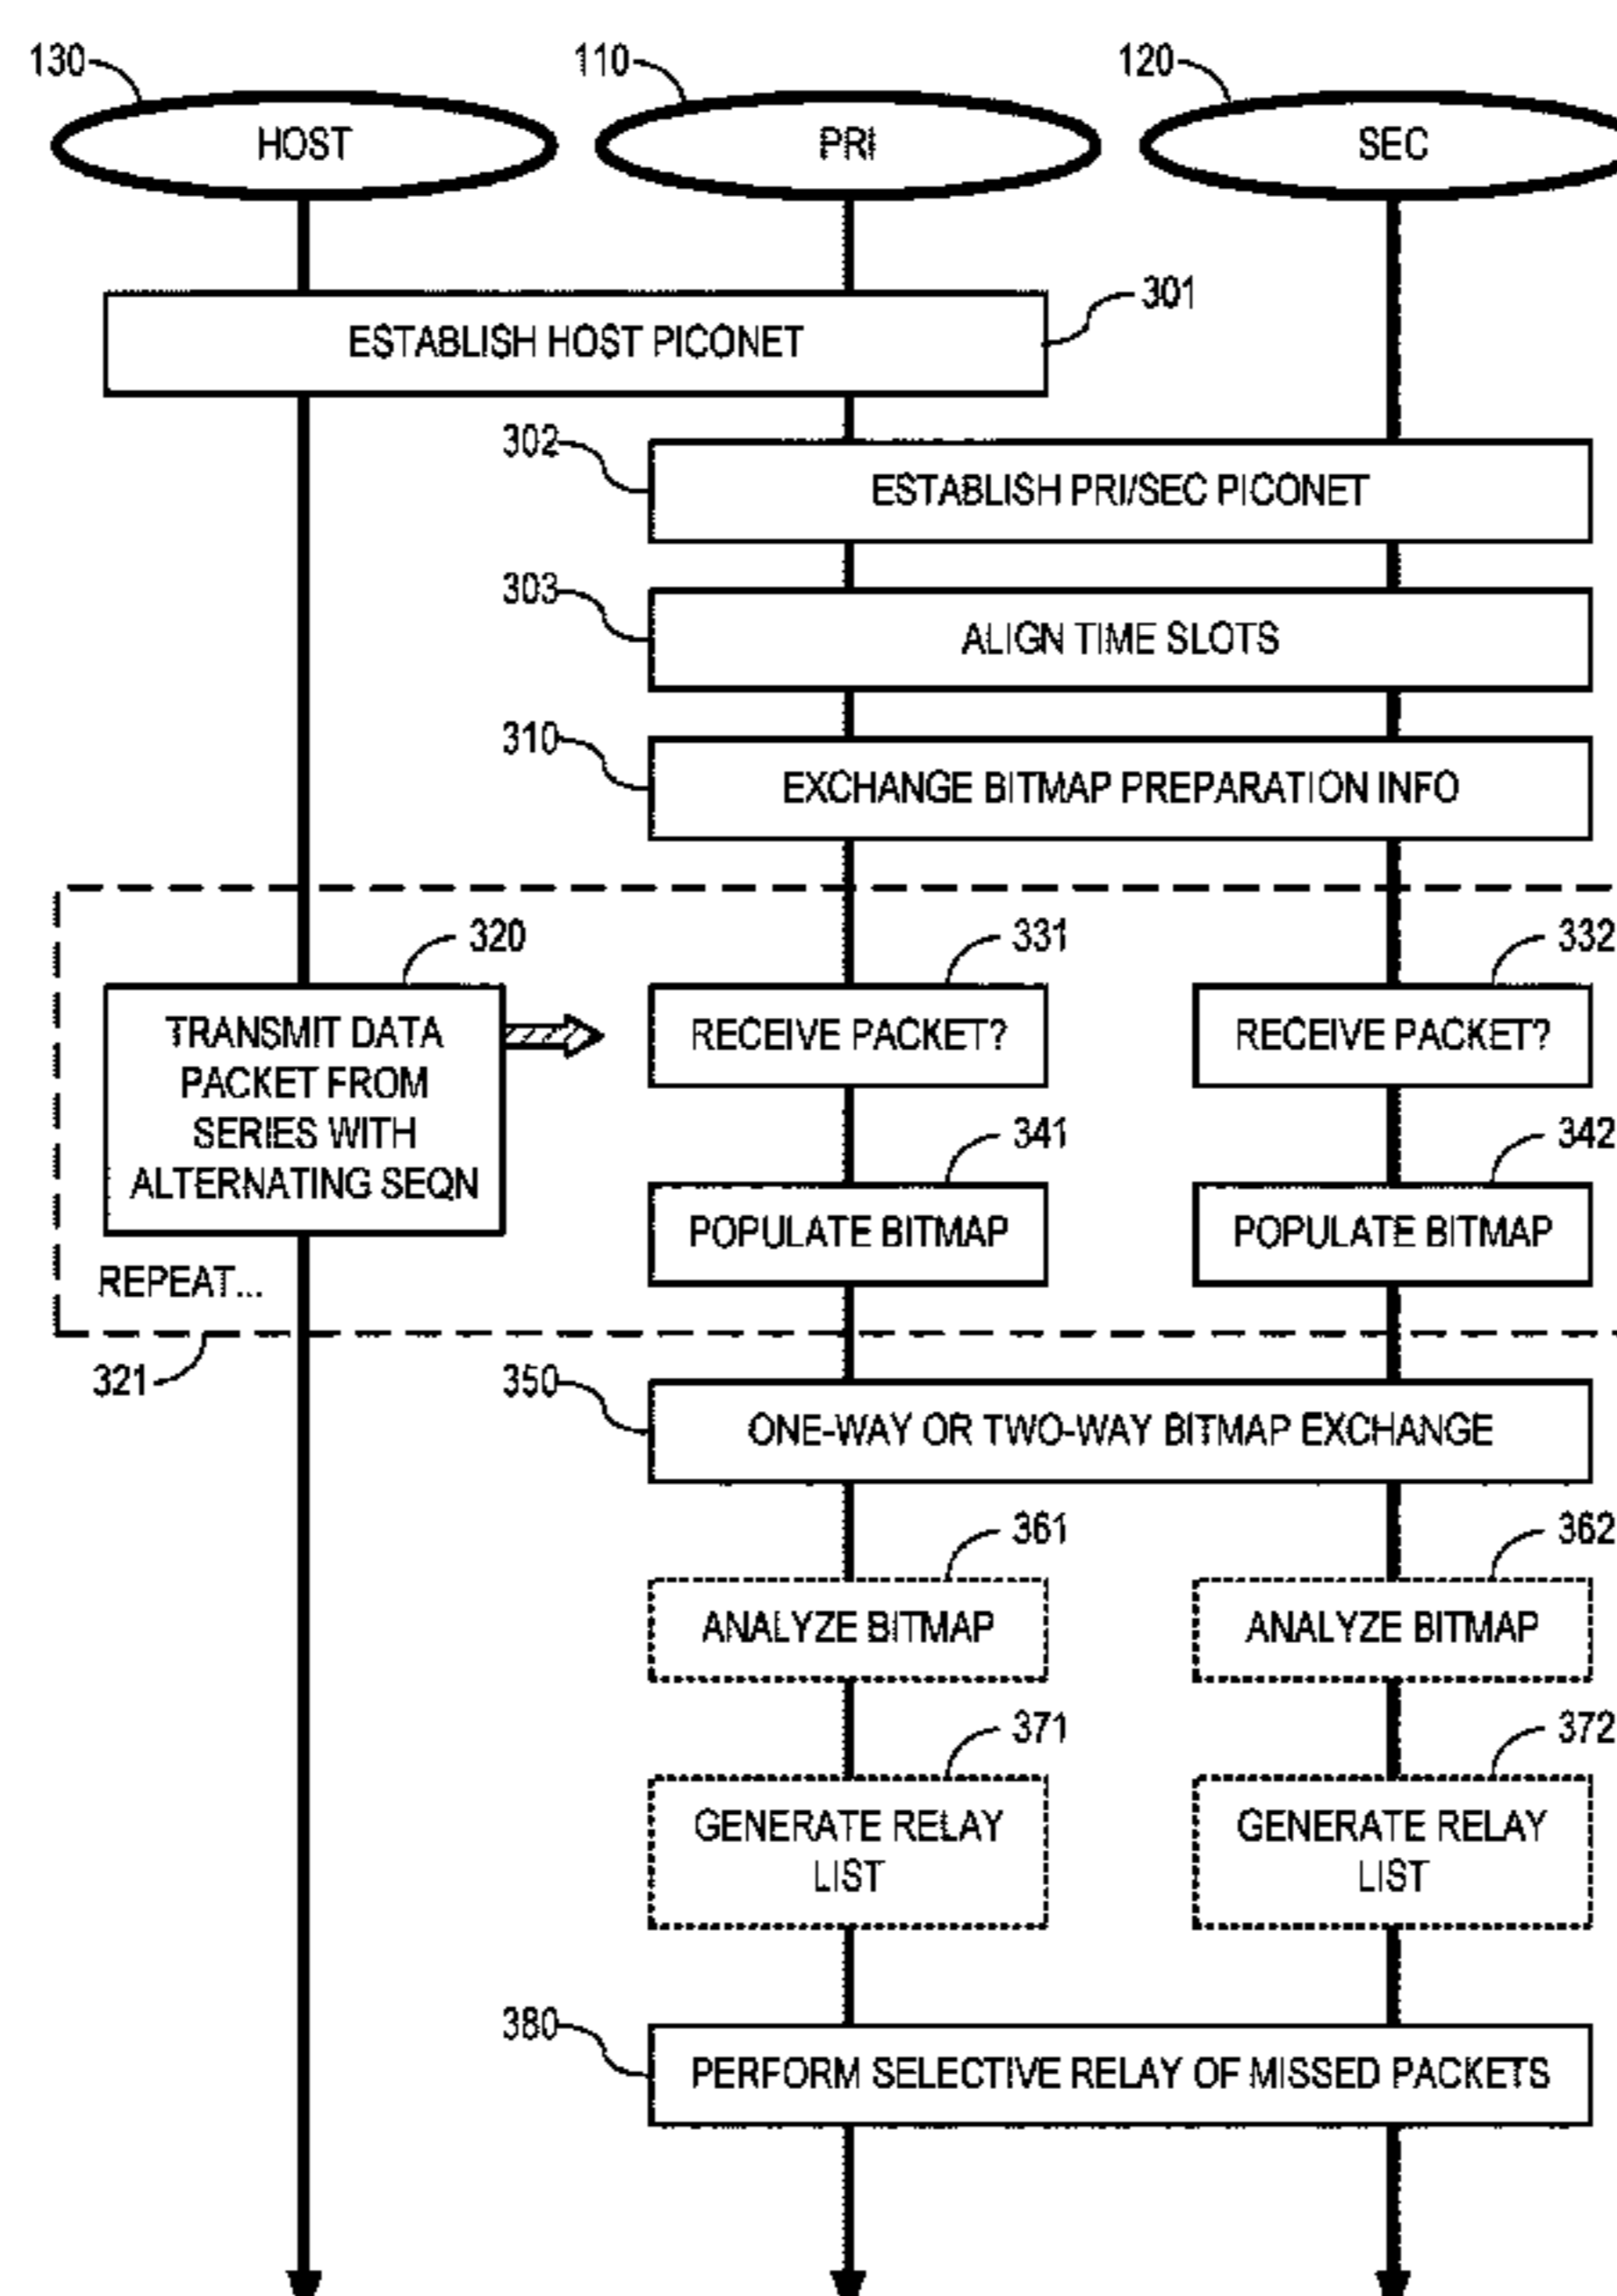 130
110
120
HOST
PRI
SEC
301
ESTABLISH HOST PICONET
302
ESTABLISH PRI/SEC PICONET
303
ALIGN TIME SLOTS
310
EXCHANGE BITMAP PREPARATION INFO
320
331
332
TRANSMIT DATA
PACKET FROM
SERIES WITH
ALTERNATING SEQN
RECEIVE PACKET?
RECEIVE PACKET?
341
342
POPULATE BITMAP
POPULATE BITMAP
REPEAT...
321
350
ONE-WAY OR TWO-WAY BITMAP EXCHANGE
361
362
ANALYZE BITMAP
ANALYZE BITMAP
371
372
GENERATE RELAY
LIST
GENERATE RELAY
LIST
380
PERFORM SELECTIVE RELAY OF MISSED PACKETS